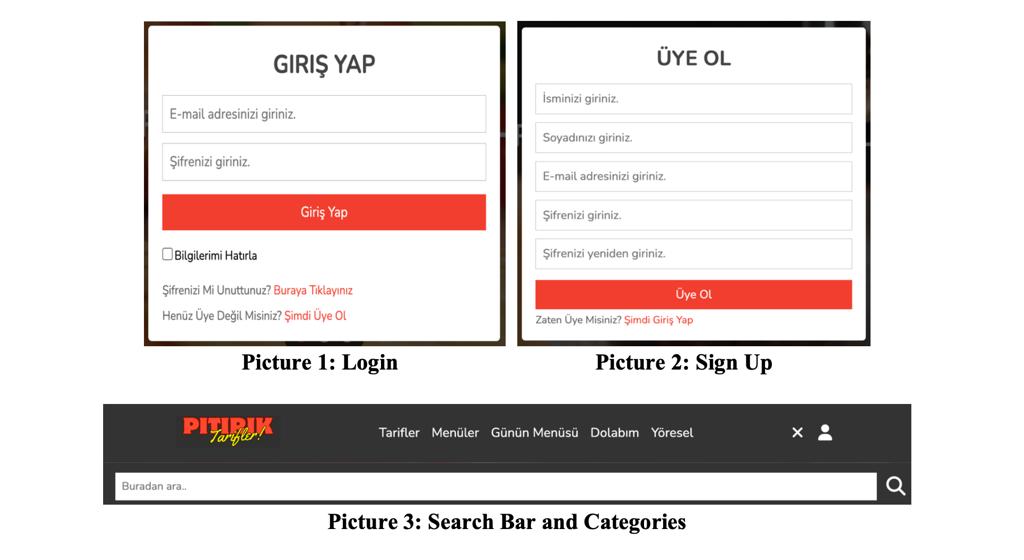 GIRIŞ YAP
E-mail adresinizi giriniz.
Şifrenizi giriniz.
Giriş Yap
Bilgilerimi Hatırla
Şifrenizi Mi Unuttunuz? Buraya Tıklayınız
Henüz Üye Değil Misiniz? Şimdi Üye Ol
Picture 1: Login
ÜYE OL
İsminizi giriniz.
Soyadınızı giriniz.
E-mail adresinizi giriniz.
Şifrenizi giriniz.
Şifrenizi yeniden giriniz.
Üye Ol
Zaten Üye Misiniz? Şimdi Giriş Yap
Picture 2: Sign Up
PITIRIK
Tarifler!
Tarifler Menüler Günün Menüsü Dolabım Yöresel
Buradan ara..
Picture 3: Search Bar and Categories